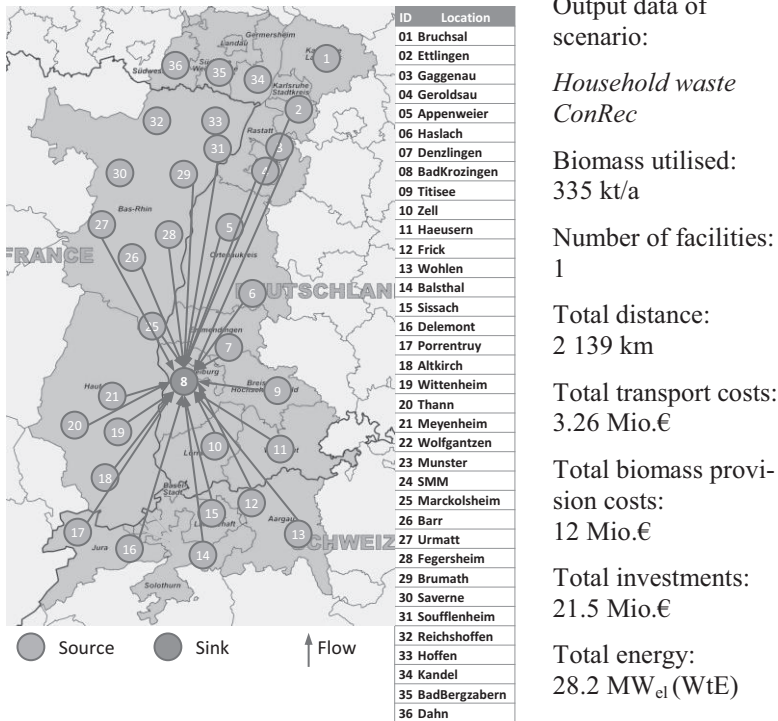 Output data of
scenario:
Household waste
ConRec
Biomass utilised:
335 kt/a
Number of facilities:
1
Total distance:
2 139 km
Total transport costs:
3.26 Mio.€
Total biomass provi-
sion costs:
12 Mio.€
Total investments:
21.5 Mio.€
Total energy:
28.2 MWel (WtE)
ID Location
01 Bruchsal
02 Ettlingen
03 Gaggenau
04 Geroldsau
05 Appenweier
06 Haslach
07 Denzlingen
08 BadKrozingen
09 Titisee
10 Zell
11 Haeusern
12 Frick
13 Wohlen
14 Balsthal
15 Sissach
16 Delemont
17 Porrentruy
18 Altkirch
19 Wittenheim
20 Thann
21 Meyenheim
22 Wolfgantzen
23 Munster
24 SMM
25 Marckolsheim
26 Barr
27 Urmatt
28 Fegersheim
29 Brumath
30 Saverne
31 Soufflenheim
32 Reichshoffen
33 Hoffen
34 Kandel
35 BadBergzabern
36 Dahn
Germersheim
Landau
36
35
34
1
Karlsruhe
Stadtkreis
2
32
33
Rastatt
31
3
4
30
29
Bas-Rhin
27
28
5
Ortenaukreis
26
FRANCE
6
25
7
8
9
21
20
19
10
11
18
Basel
Stadt
15
12
Aargau
17
Jura
16
14
13
SCHWEIZ
Solothurn
Source
Sink
Flow